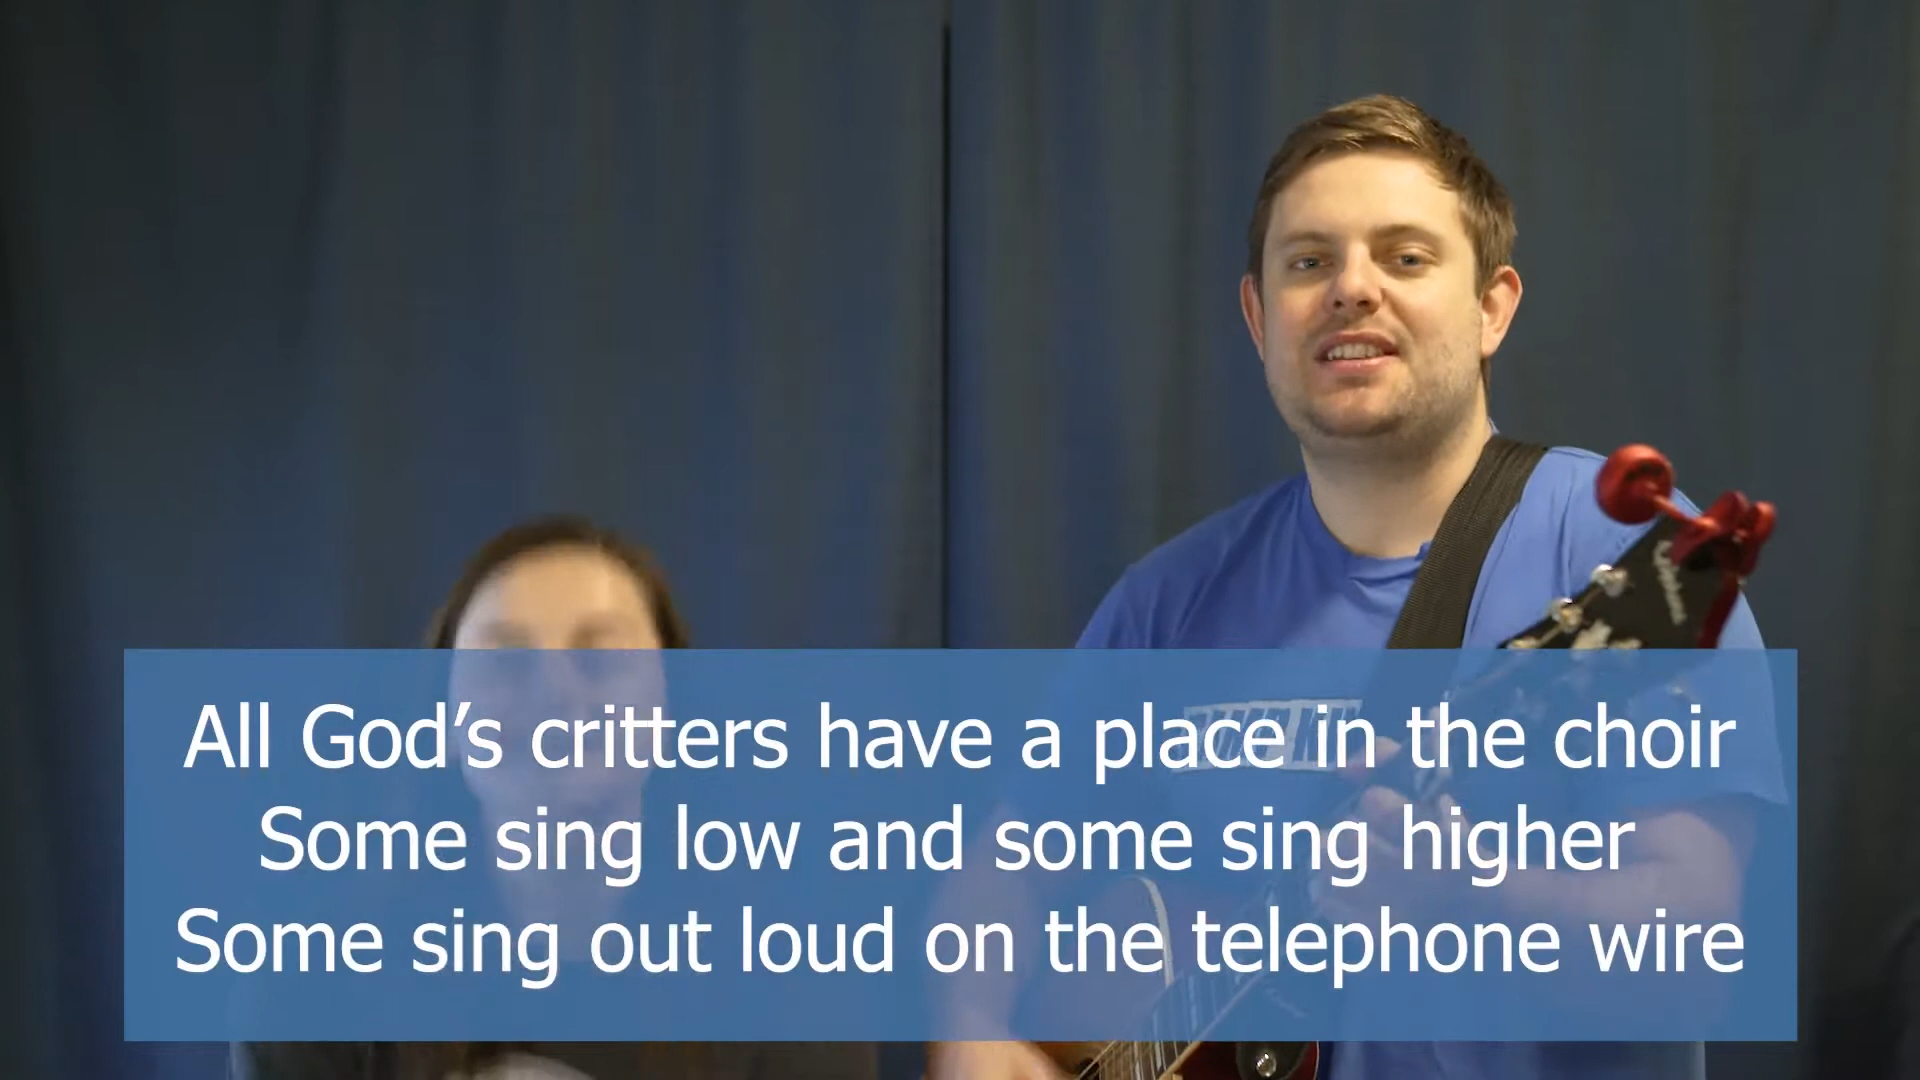 All God’s critters have a place in the choir
Some sing low and some sing higher
Some sing out loud on the telephone wire